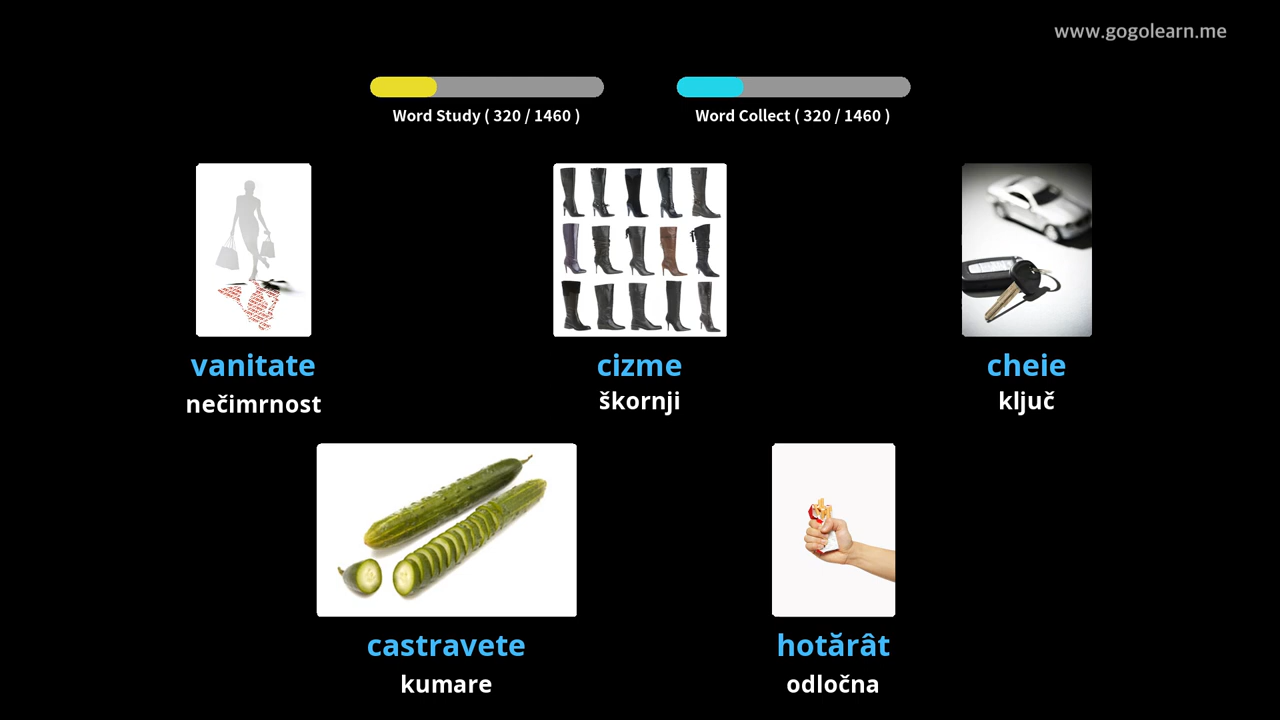 www.gogolearn.me
Word Study ( 320 / 1460 )
Word Collect ( 320 / 1460 )
vanitate
nečimrnost
cizme
škornji
cheie
ključ
castravete
kumare
hotărât
odločna